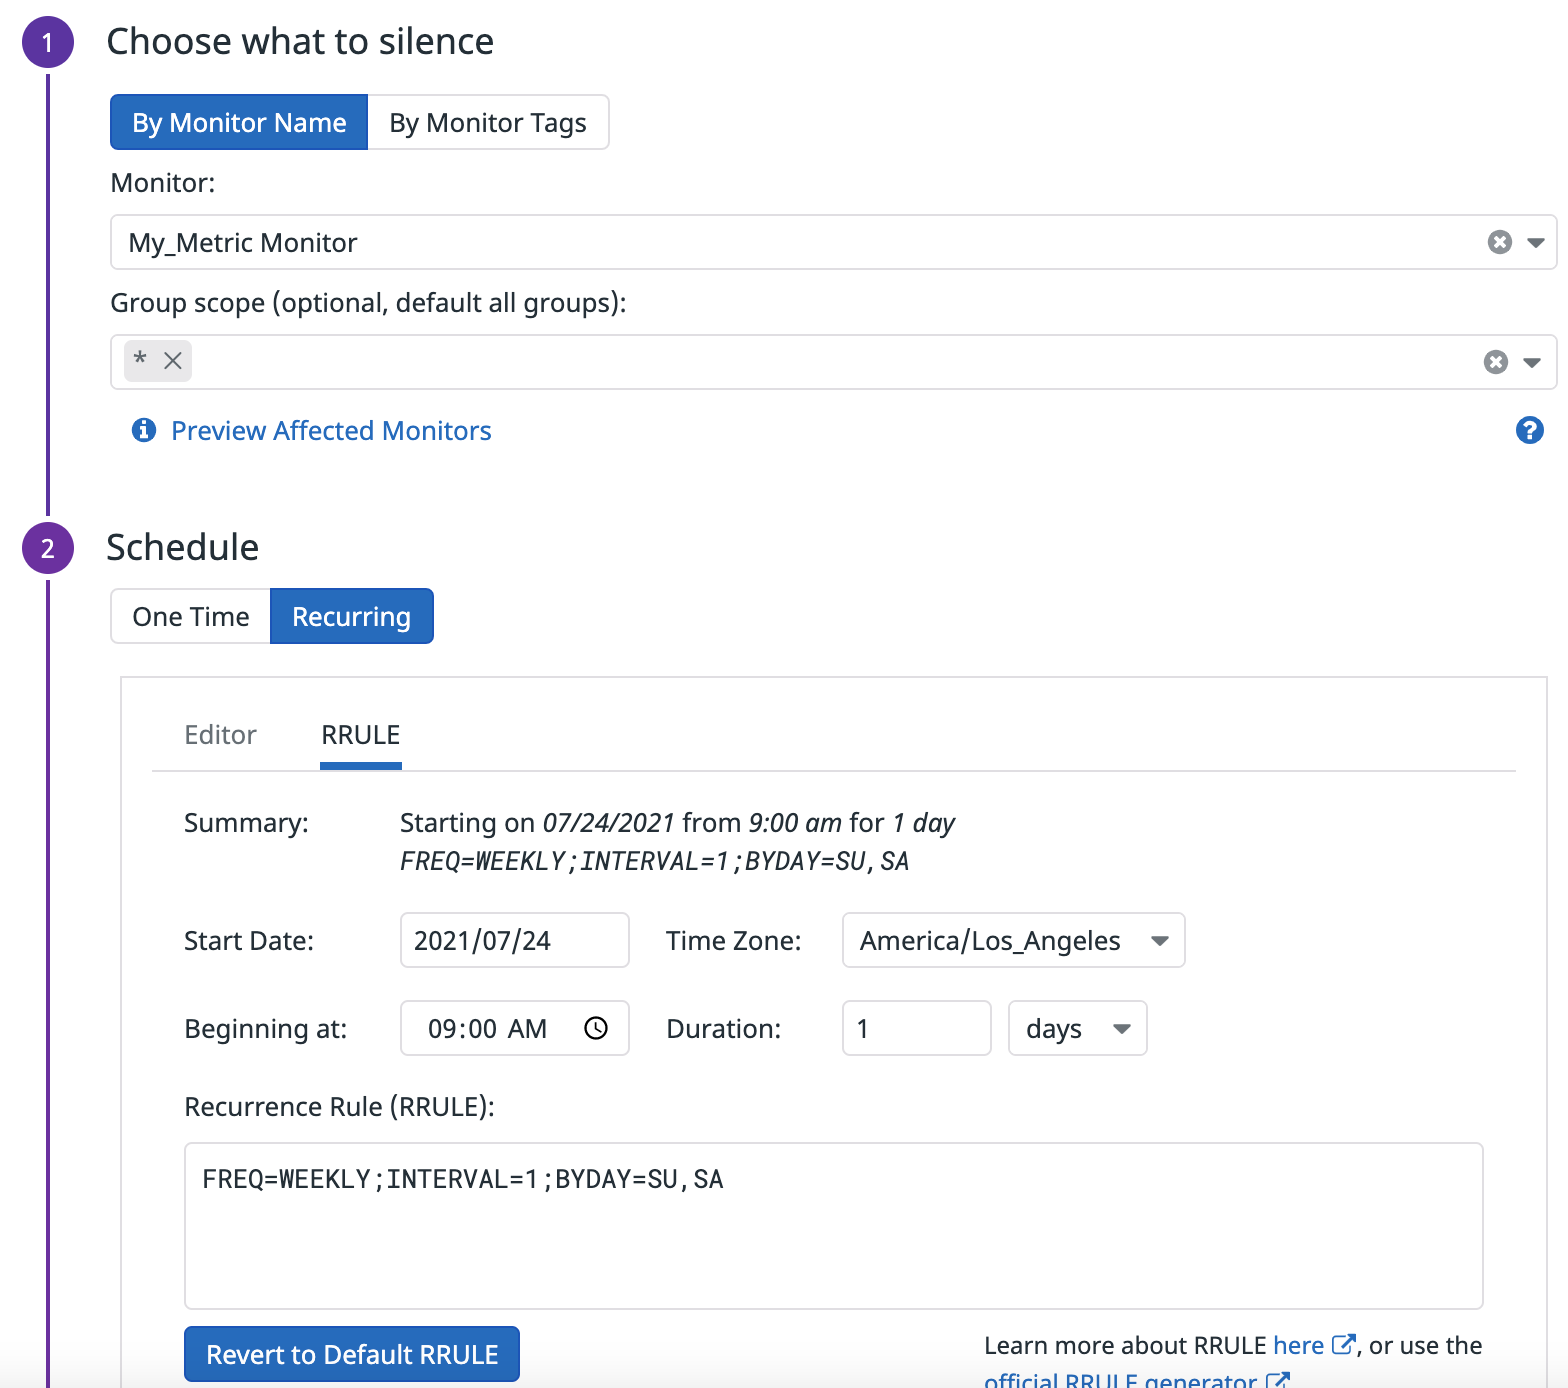 1 Choose what to silence
By Monitor Name By Monitor Tags
Monitor:
My_Metric Monitor
Group scope (optional, default all groups):
*
Preview Affected Monitors
2 Schedule
One Time Recurring
Editor RRULE
Summary: Starting on 07/24/2021 from 9:00 am for 1 day
FREQ=WEEKLY;INTERVAL=1;BYDAY=SU,SA
Start Date: 2021/07/24 Time Zone: America/Los_Angeles
Beginning at: 09:00 AM Duration: 1 days
Recurrence Rule (RRULE):
FREQ=WEEKLY;INTERVAL=1;BYDAY=SU,SA
Revert to Default RRULE
Learn more about RRULE here, or use the
official RRULE generator